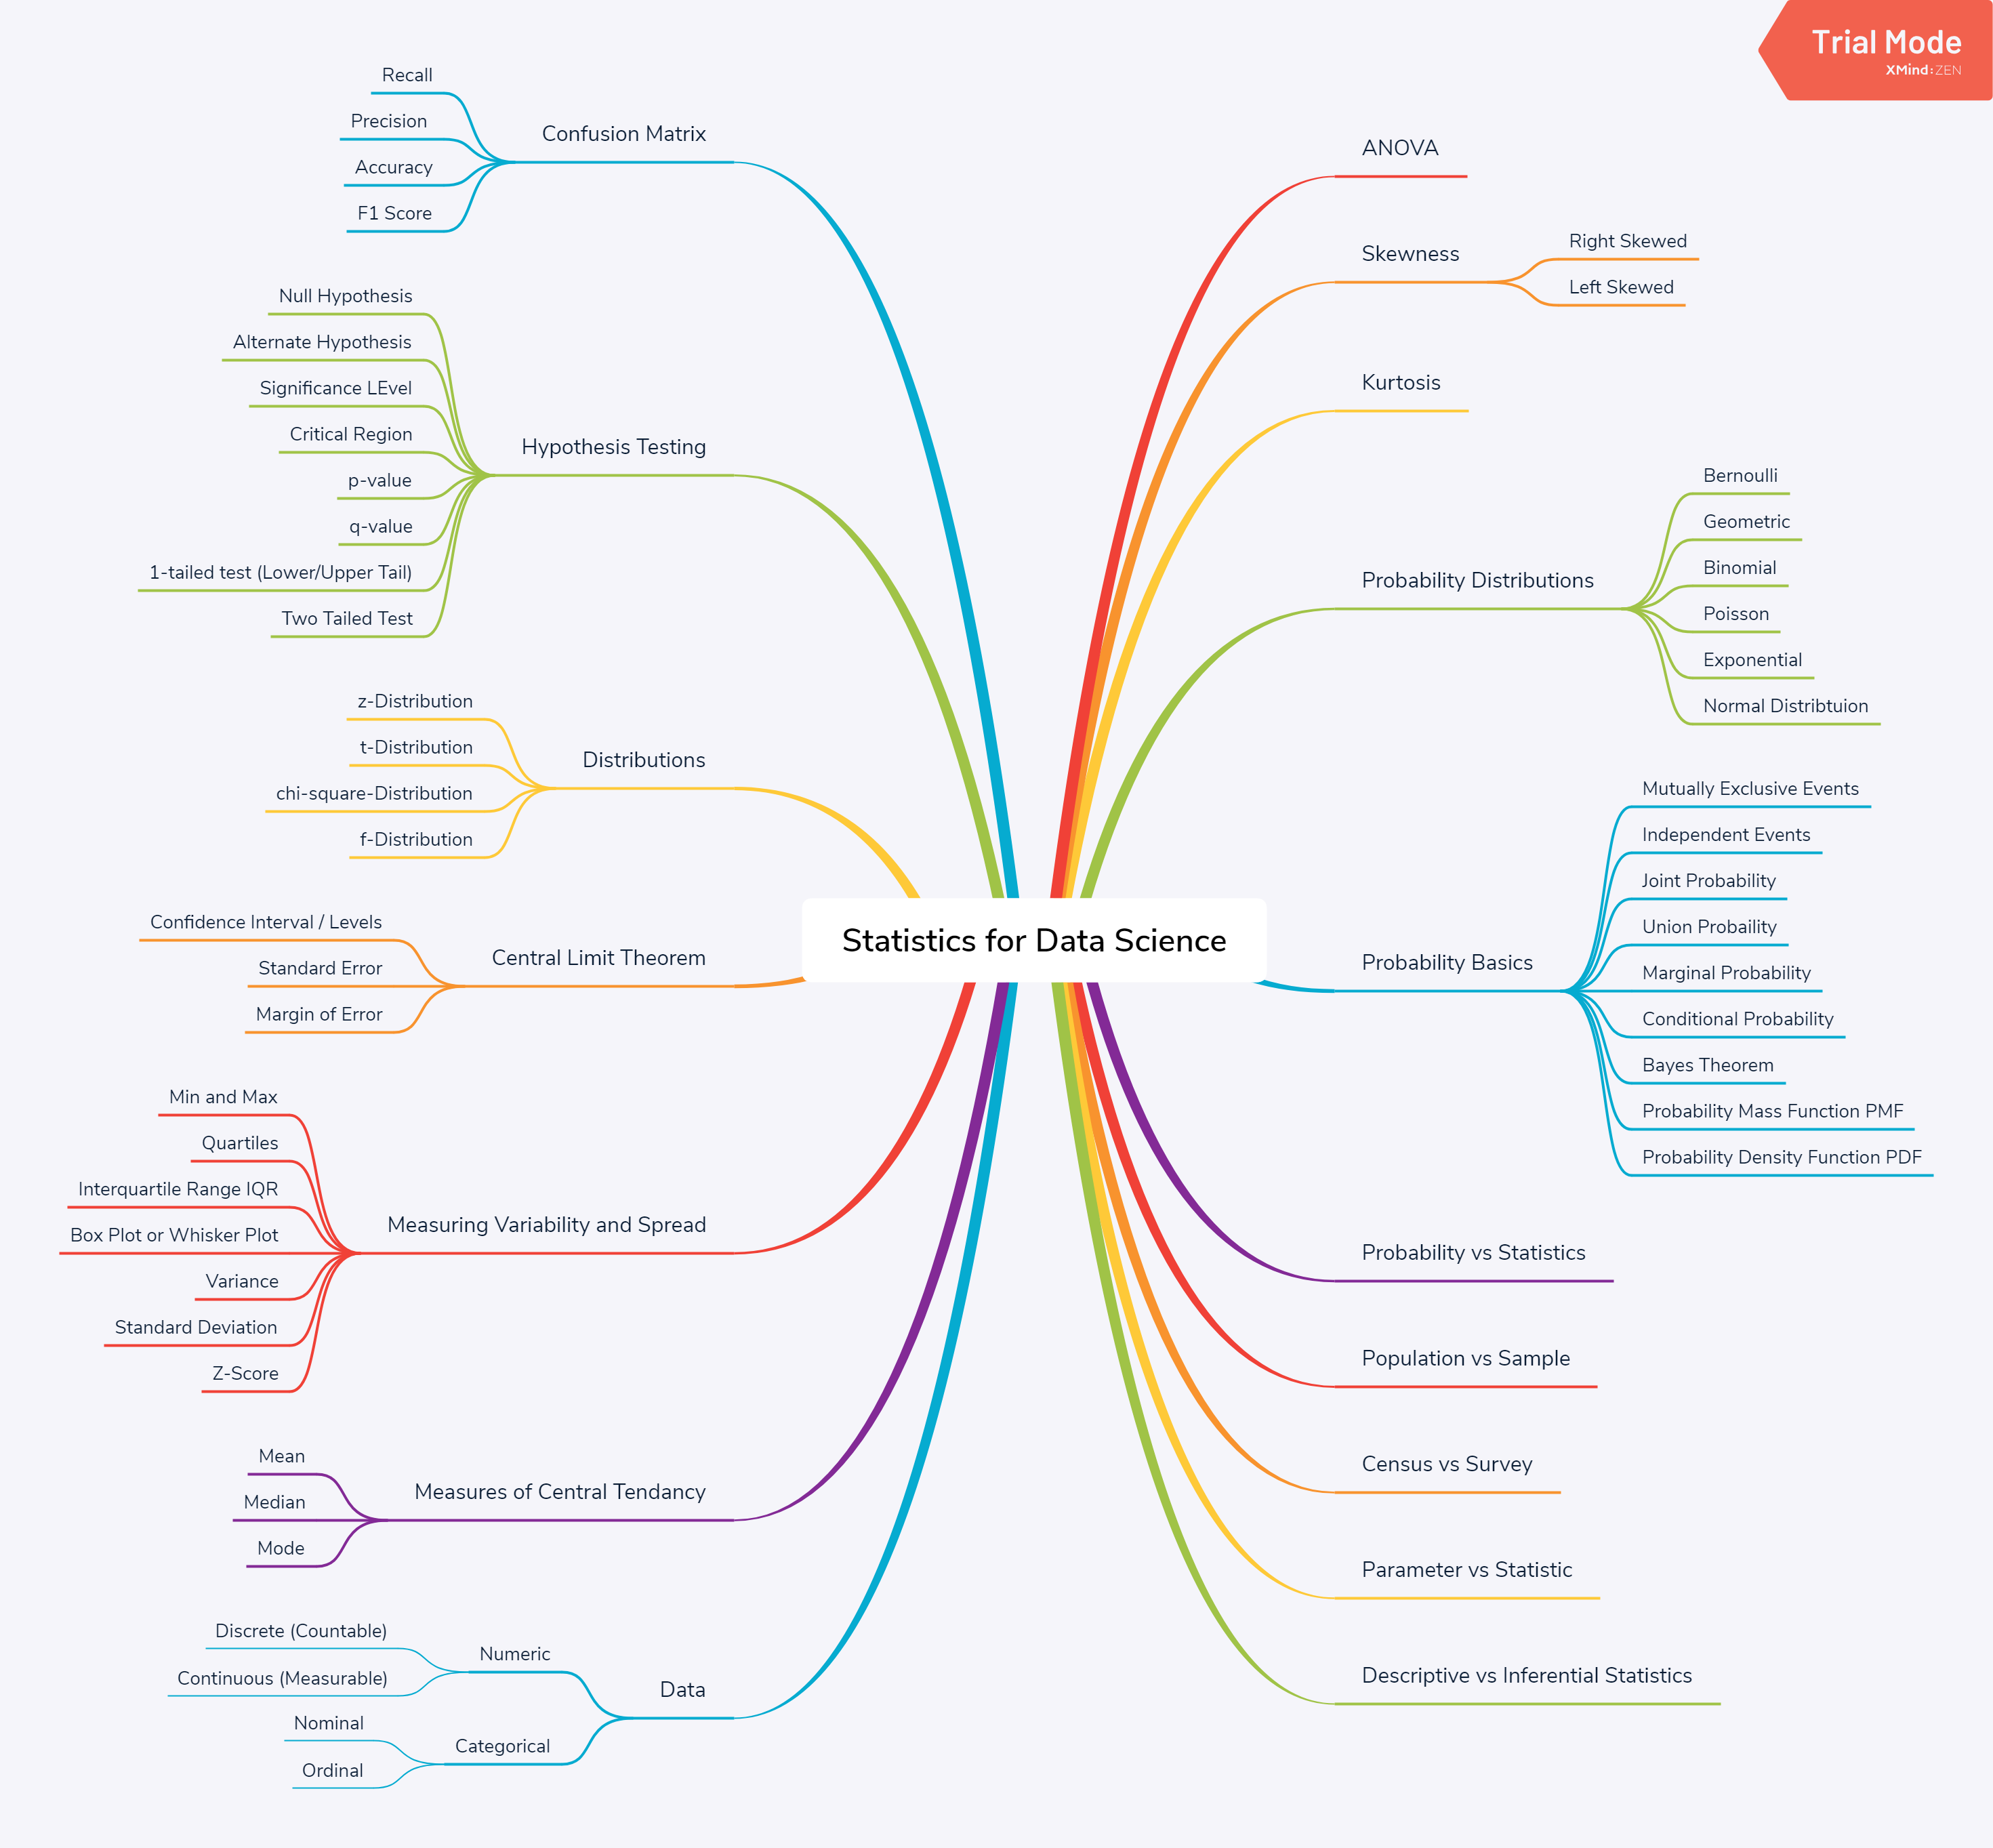 Trial Mode
XMind:ZEN
Statistics for Data Science
ANOVA
Skewness
Right Skewed
Left Skewed
Kurtosis
Probability Distributions
Bernoulli
Geometric
Binomial
Poisson
Exponential
Normal Distribtuion
Probability Basics
Mutually Exclusive Events
Independent Events
Joint Probability
Union Probaility
Marginal Probability
Conditional Probability
Bayes Theorem
Probability Mass Function PMF
Probability Density Function PDF
Probability vs Statistics
Population vs Sample
Census vs Survey
Parameter vs Statistic
Descriptive vs Inferential Statistics
Confusion Matrix
Recall
Precision
Accuracy
F1 Score
Hypothesis Testing
Null Hypothesis
Alternate Hypothesis
Significance LEvel
Critical Region
p-value
q-value
1-tailed test (Lower/Upper Tail)
Two Tailed Test
Distributions
z-Distribution
t-Distribution
chi-square-Distribution
f-Distribution
Central Limit Theorem
Confidence Interval / Levels
Standard Error
Margin of Error
Measuring Variability and Spread
Min and Max
Quartiles
Interquartile Range IQR
Box Plot or Whisker Plot
Variance
Standard Deviation
Z-Score
Measures of Central Tendancy
Mean
Median
Mode
Data
Numeric
Discrete (Countable)
Continuous (Measurable)
Categorical
Nominal
Ordinal